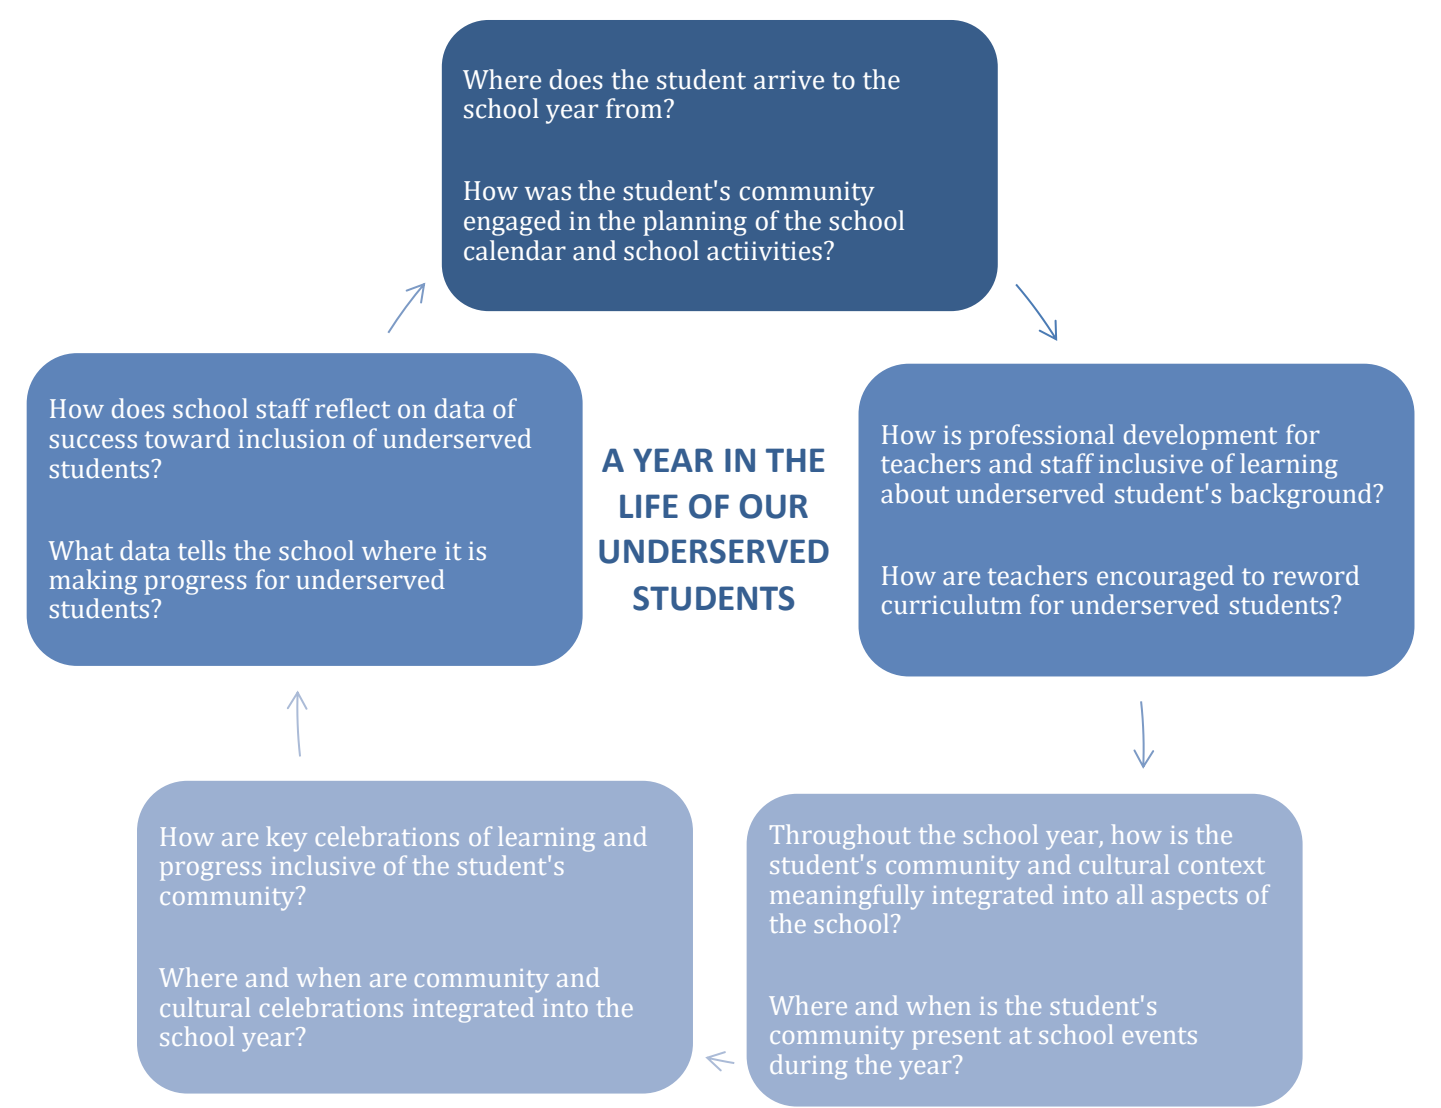 Where does the student arrive to the
school year from?
How was the student's community
engaged in the planning of the school
calendar and school actiivities?
How is professional development for
teachers and staff inclusive of learning
about underserved student's background?
How are teachers encouraged to reword
curriculutm for underserved students?
Throughout the school year, how is the
student's community and cultural context
meaningfully integrated into all aspects of
the school?
Where and when is the student's
community present at school events
during the year?
How are key celebrations of learning and
progress inclusive of the student's
community?
Where and when are community and
cultural celebrations integrated into the
school year?
How does school staff reflect on data of
success toward inclusion of underserved
students?
What data tells the school where it is
making progress for underserved
students?
A YEAR IN THE
LIFE OF OUR
UNDERSERVED
STUDENTS